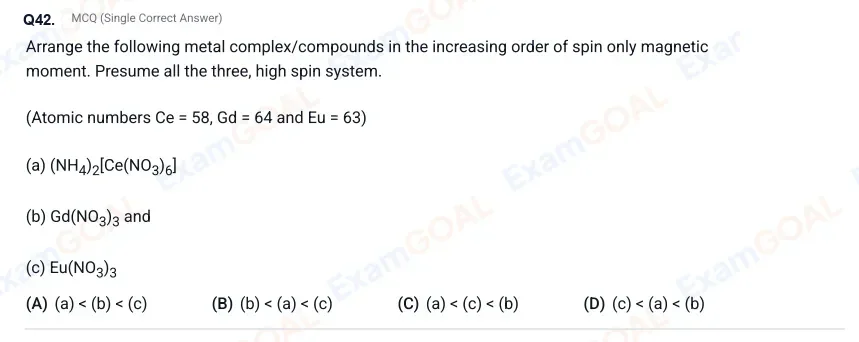 Q42. MCQ (Single Correct Answer)
Arrange the following metal complex/compounds in the increasing order of spin only magnetic
moment. Presume all the three, high spin system.
(Atomic numbers Ce = 58, Gd = 64 and Eu = 63)
(a) (NH₄)₂[Ce(NO₃)₆]
(b) Gd(NO₃)₃ and
(c) Eu(NO₃)₃
(A) (a) < (b) < (c) (B) (b) < (a) < (c) (C) (a) < (c) < (b) (D) (c) < (a) < (b)